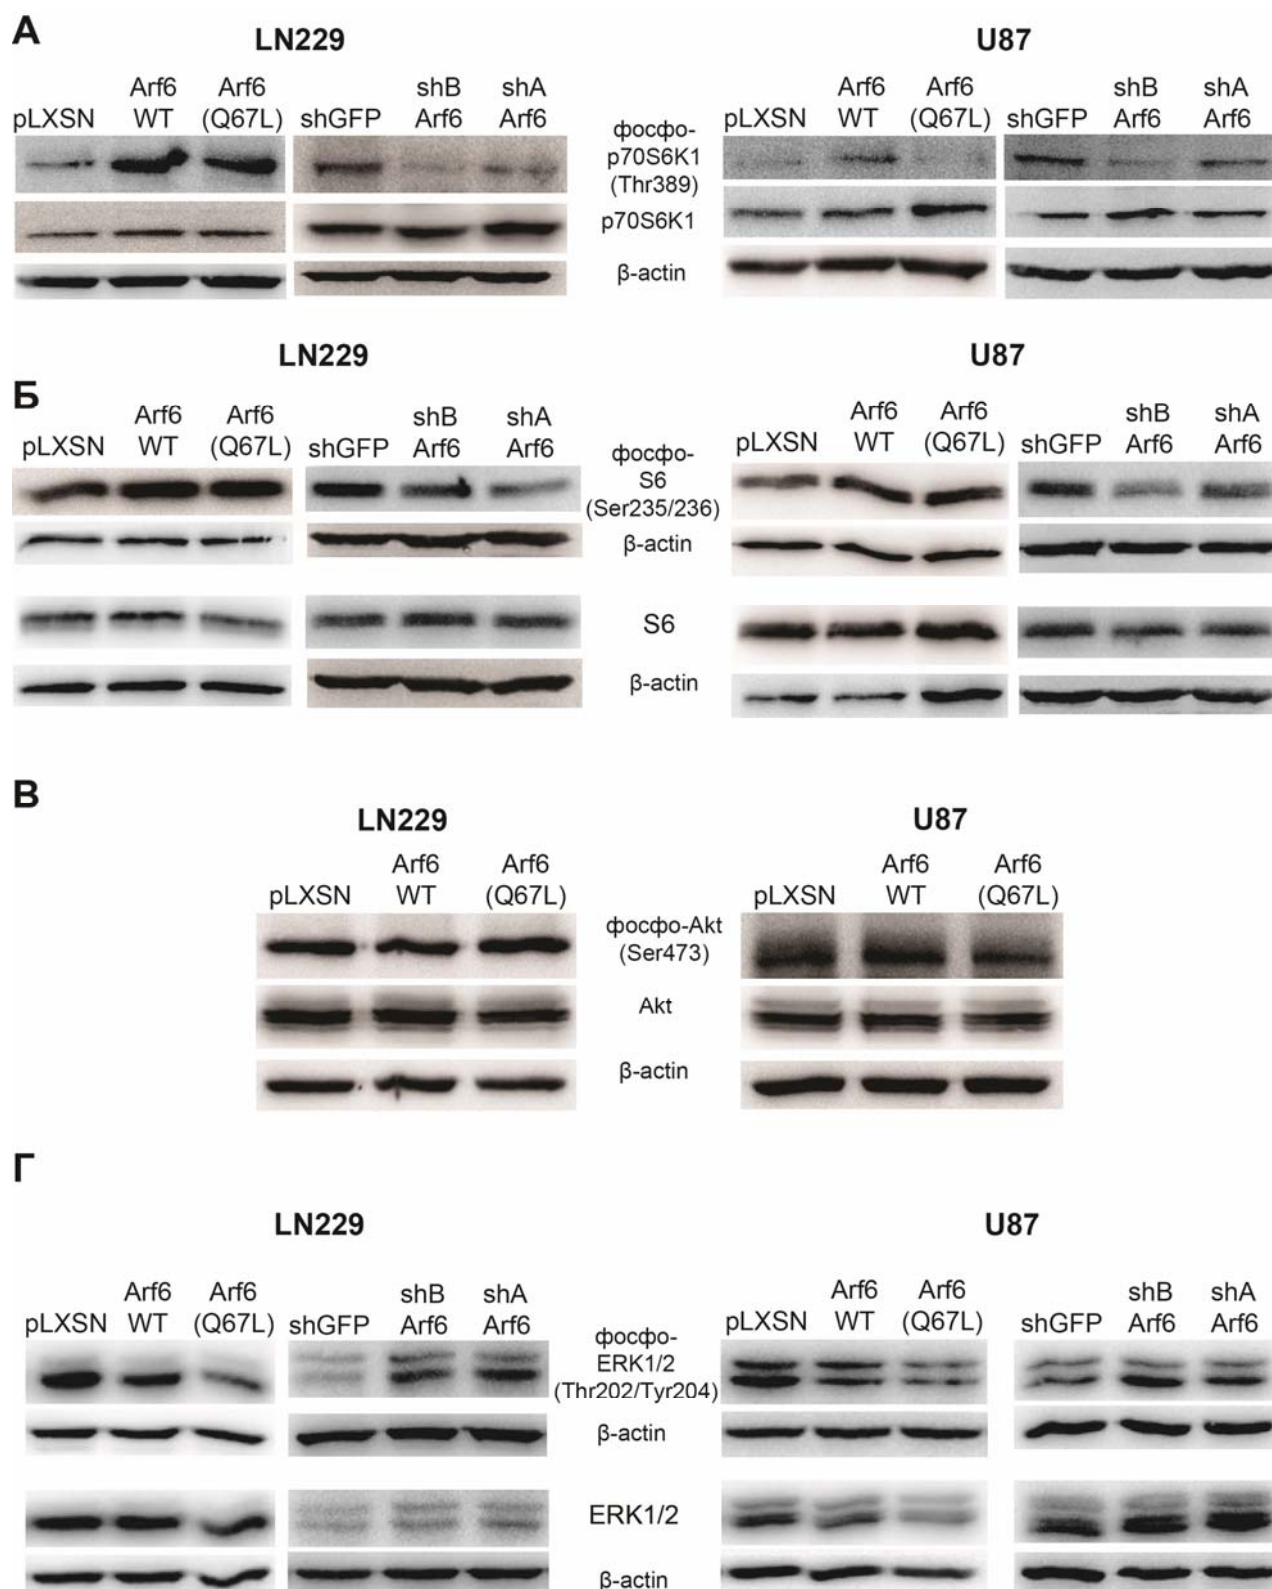 А
LN229
U87
pLXSN
Arf6
WT
Arf6
(Q67L)
shGFP
shB
Arf6
shA
Arf6
фосфо-
p70S6K1
(Thr389)
p70S6K1
β-actin
pLXSN
Arf6
WT
Arf6
(Q67L)
shGFP
shB
Arf6
shA
Arf6
LN229
U87
Б
pLXSN
Arf6
WT
Arf6
(Q67L)
shGFP
shB
Arf6
shA
Arf6
фосфо-
S6
(Ser235/236)
β-actin
S6
β-actin
pLXSN
Arf6
WT
Arf6
(Q67L)
shGFP
shB
Arf6
shA
Arf6
В
LN229
U87
pLXSN
Arf6
WT
Arf6
(Q67L)
фосфо-Akt
(Ser473)
Akt
β-actin
pLXSN
Arf6
WT
Arf6
(Q67L)
Г
LN229
U87
pLXSN
Arf6
WT
Arf6
(Q67L)
shGFP
shB
Arf6
shA
Arf6
фосфо-
ERK1/2
(Thr202/Tyr204)
β-actin
ERK1/2
β-actin
pLXSN
Arf6
WT
Arf6
(Q67L)
shGFP
shB
Arf6
shA
Arf6